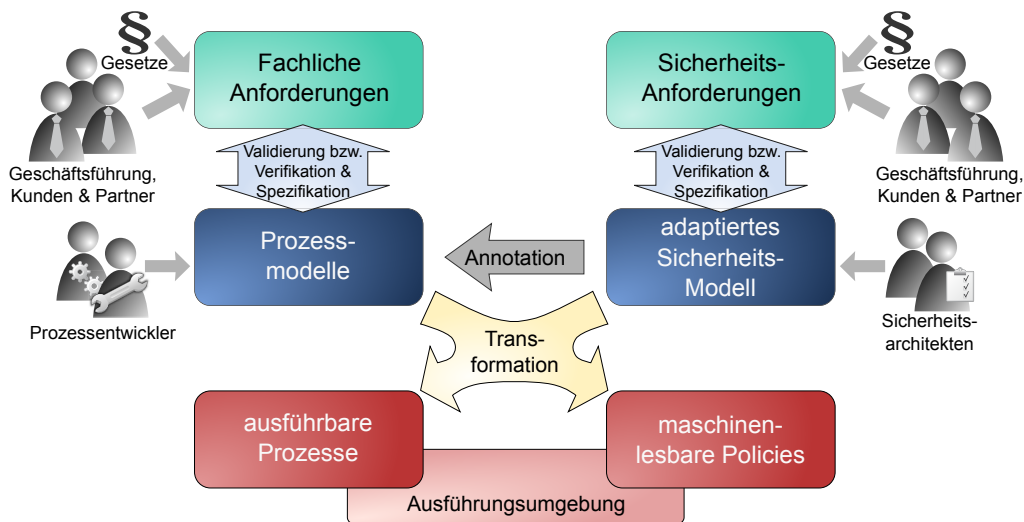 §
Gesetze
Fachliche
Anforderungen
Geschäftsführung,
Kunden & Partner
Sicherheits-
Anforderungen
§
Gesetze
Geschäftsführung,
Kunden & Partner
Validierung bzw.
Verifikation &
Spezifikation
Validierung bzw.
Verifikation &
Spezifikation
Prozessentwickler
Prozess-
modelle
Annotation
adaptiertes
Sicherheits-
Modell
Sicherheits-
architekten
Trans-
formation
ausführbare
Prozesse
maschinen-
lesbare Policies
Ausführungsumgebung